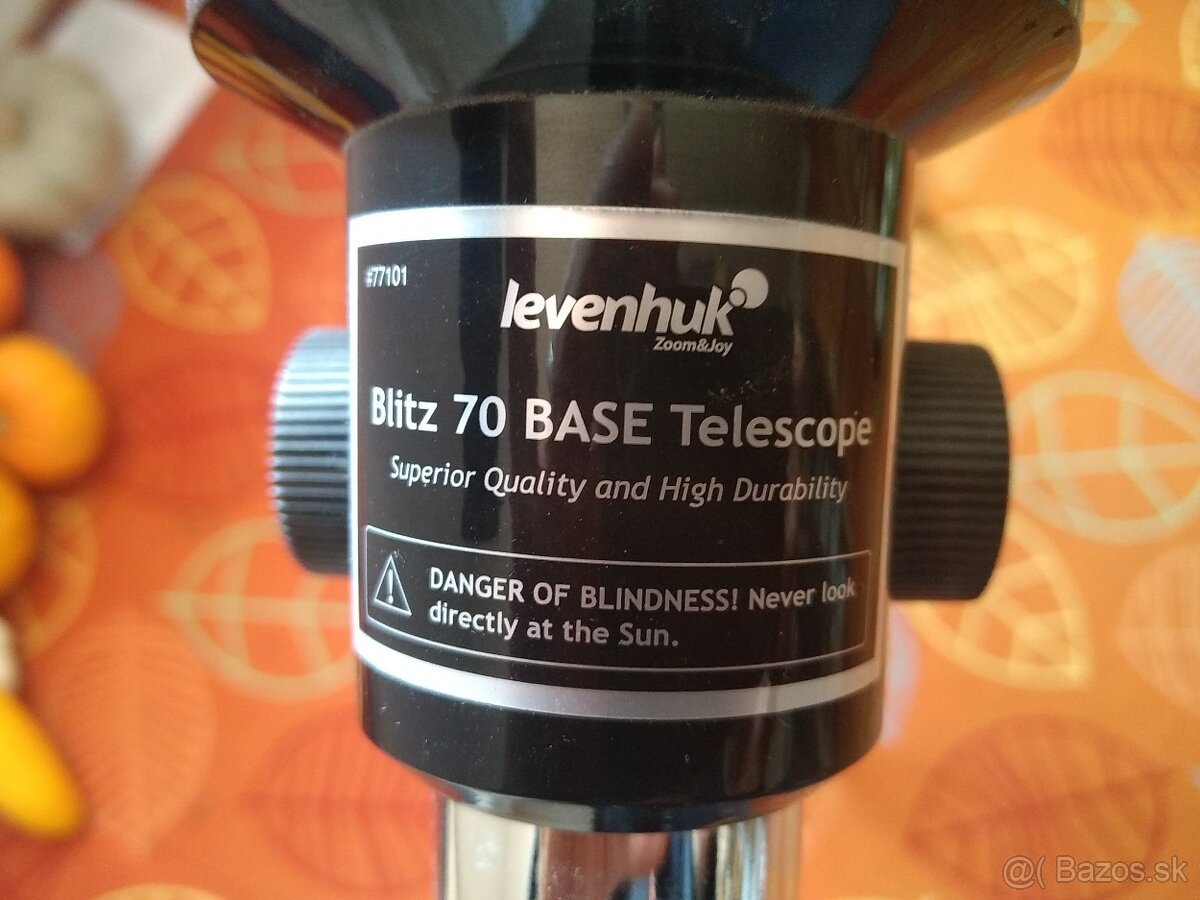 #77101
levenhuk
Zoom&Joy
Blitz 70 BASE Telescope
Superior Quality and High Durability
DANGER OF BLINDNESS! Never look
directly at the Sun.
@( Bazos.sk